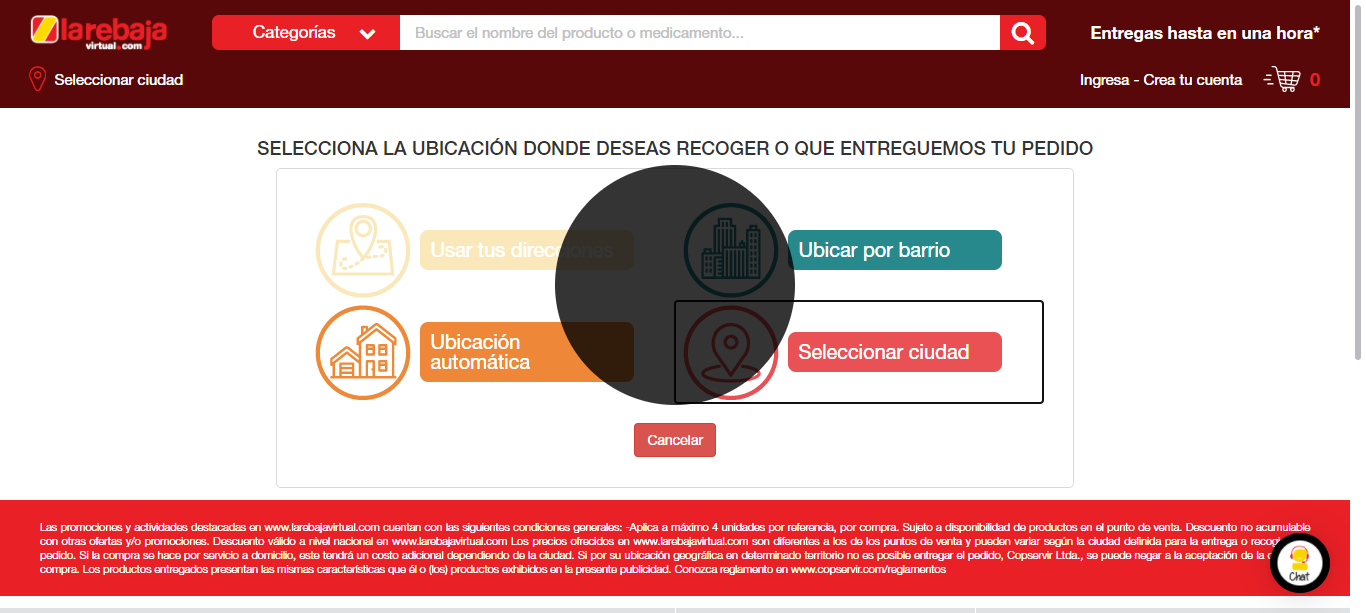 larebaja
virtual.com
Categorías
Buscar el nombre del producto o medicamento...
Entregas hasta en una hora*
Seleccionar ciudad
Ingresa - Crea tu cuenta
0
SELECCIONA LA UBICACIÓN DONDE DESEAS RECOGER O QUE ENTREGUEMOS TU PEDIDO
Usar tus direcciones
Ubicar por barrio
Ubicación
automática
Seleccionar ciudad
Cancelar
Las promociones y actividades destacadas en www.larebajavirtual.com cuentan con las siguientes condiciones generales: -Aplica a máximo 4 unidades por referencia, por compra. Sujeto a disponibilidad de productos en el punto de venta. Descuento no acumulable
con otras ofertas y/o promociones. Descuento válido a nivel nacional en www.larebajavirtual.com Los precios ofrecidos en www.larebajavirtual.com son diferentes a los de los puntos de venta y pueden variar según la ciudad definida para la entrega o
pedido. Si la compra se hace por servicio a domicilio, este tendrá un costo adicional dependiendo de la ciudad. Si por su ubicación geográfica en determinado territorio no es posible entregar el pedido, Copservir Ltda., se puede negar a la aceptación de la
compra. Los productos entregados presentan las mismas características que él o (los) productos exhibidos en la presente publicidad. Conozca reglamento en www.copservir.com/reglamentos
Chat